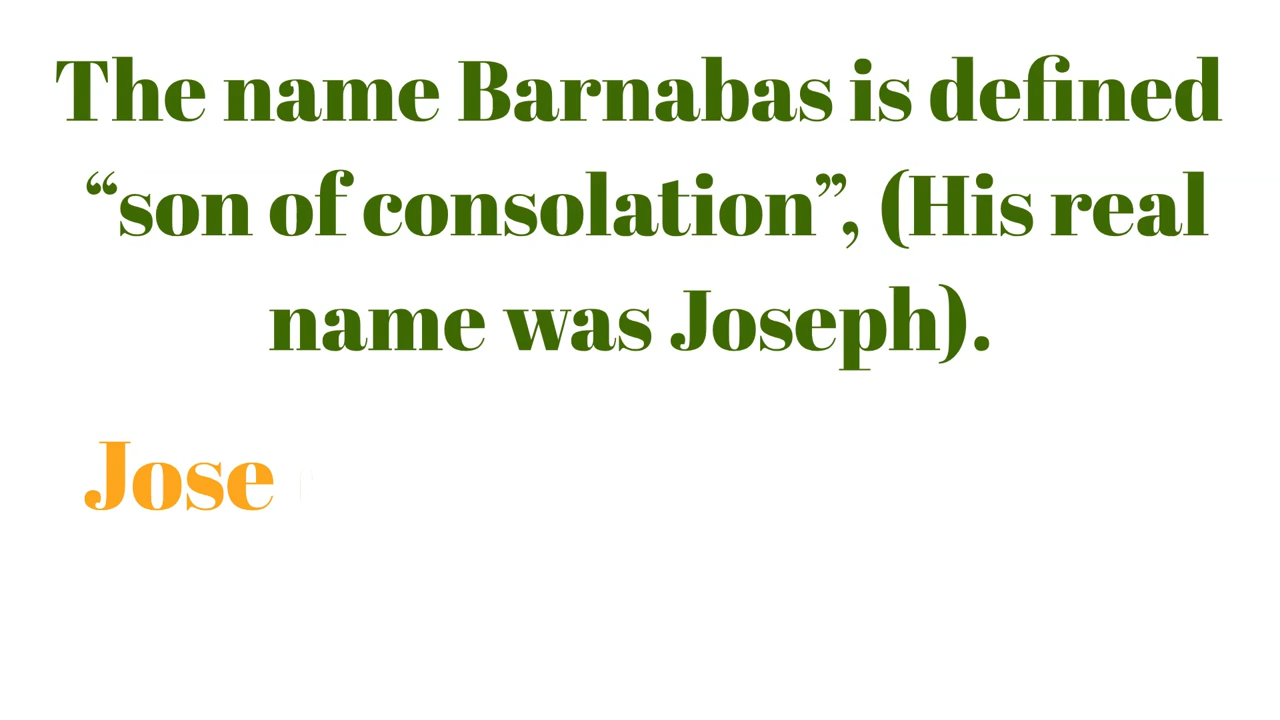 The name Barnabas is defined
“son of consolation”, (His real
name was Joseph).
Jose